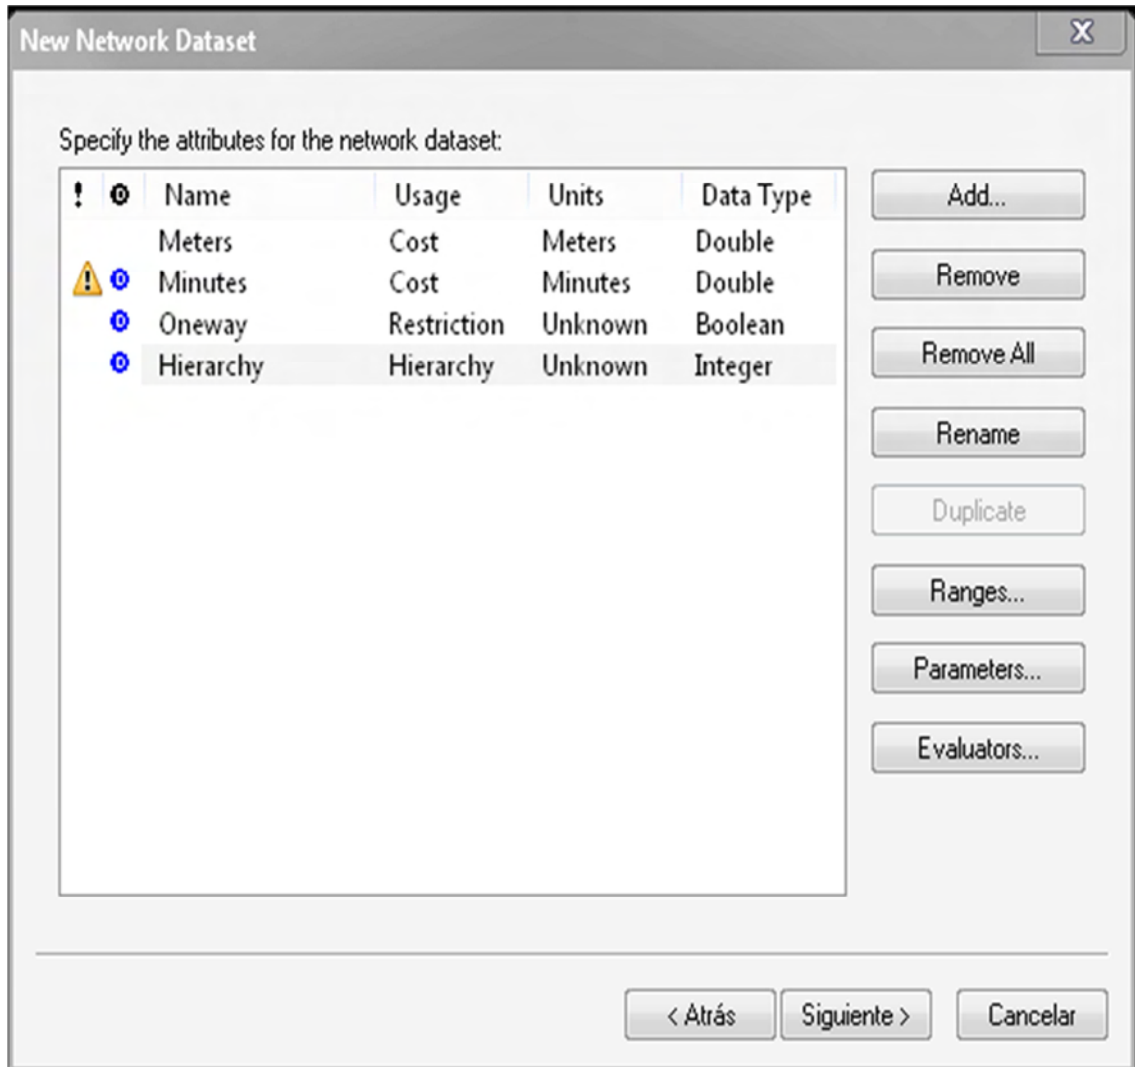 New Network Dataset
X
Specify the attributes for the network dataset:
! Name Usage Units Data Type
Meters Cost Meters Double
Minutes Cost Minutes Double
Oneway Restriction Unknown Boolean
Hierarchy Hierarchy Unknown Integer
Add...
Remove
Remove All
Rename
Duplicate
Ranges...
Parameters...
Evaluators...
< Atrás
Siguiente >
Cancelar